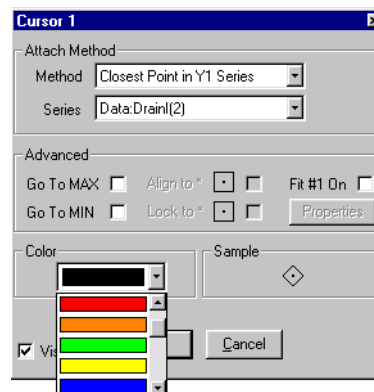 Cursor 1
Attach Method
Method Closest Point in Y1 Series
Series Data:DrainI(2)
Advanced
Go To MAX Align to * Fit #1 On
Go To MIN Lock to * Properties
Color Sample
Cancel